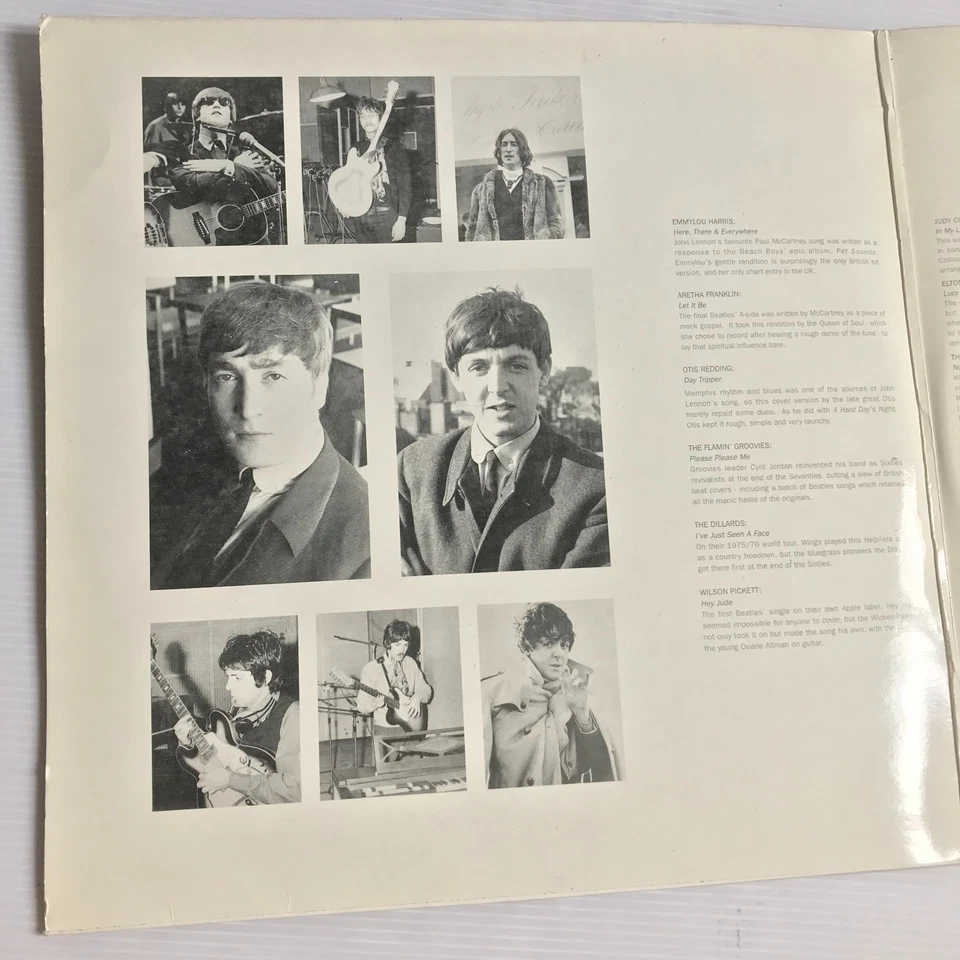 EMMYLOU HARRIS:
Here, There & Everywhere
John Lennon's favourite Paul McCartney song was written as a
response to the Beach Boys' epic album, Pet Sounds.
Emmylou's gentle rendition is surprisingly the only British hit
version, and her only chart entry in the UK.
ARETHA FRANKLIN:
Let It Be
The final Beatles' A-side was written by McCartney as a piece of
mock gospel. It took this rendition by the Queen of Soul - which
she chose to record after hearing a rough demo of the tune - to
lay that spiritual influence bare.
OTIS REDDING:
Day Tripper
Memphis rhythm and blues was one of the sources of John
Lennon's song, so this cover version by the late great Otis
merely repaid some dues. As he did with A Hard Day's Night,
Otis kept it rough, simple and very raunchy.
THE FLAMIN' GROOVIES:
Please Please Me
Groovies leader Cyril Jordan reinvented his band as Sixties
revivalists at the end of the Seventies, cutting a slew of British
beat covers - including a batch of Beatles songs which retained
all the manic haste of the originals.
THE DILLARDS:
I've Just Seen A Face
On their 1975/76 world tour, Wings played this Help!
as a country hoedown, but the bluegrass pioneers the
got there first at the end of the Sixties.
WILSON PICKETT:
Hey Jude
The first Beatles' single on their own Apple label, Hey
seemed impossible for anyone to cover, but the Wicked
not only took it on but made the song his own, with the
the young Duane Allman on guitar.
JUDY
In My
ELTON
Lucy
The
but